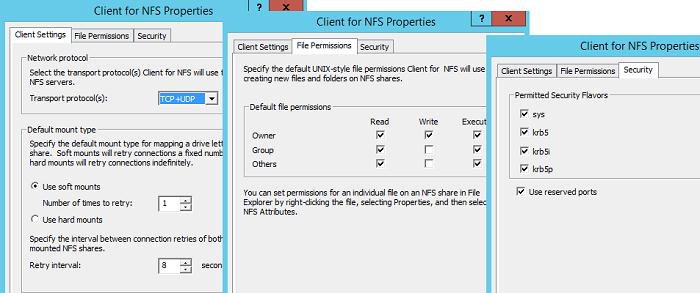 Client for NFS Properties
? x
Client Settings File Permissions Security
Network protocol
Select the transport protocol(s) Client for NFS will use
NFS servers.
Transport protocol(s): TCP+UDP
Default mount type
Specify the default mount type for mapping a drive lett
share. Soft mounts will retry connections a fixed numb
hard mounts will retry connections indefinitely.
Use soft mounts
Number of times to retry: 1
Use hard mounts
Specify the interval between connection retries of both
mounted NFS shares.
Retry interval: 8 secon
Client for NFS Properties
? x
Client Settings File Permissions Security
Specify the default UNIX-style file permissions Client for NFS will use
creating new files and folders on NFS shares.
Default file permissions
Read Write Execut
Owner
Group
Others
You can set permissions for an individual file on an NFS share in File
Explorer by right-clicking the file, selecting Properties, and then selec
NFS Attributes.
Client for NFS Properties
Client Settings File Permissions Security
Permitted Security Flavors
sys
krb5
krb5i
krb5p
Use reserved ports